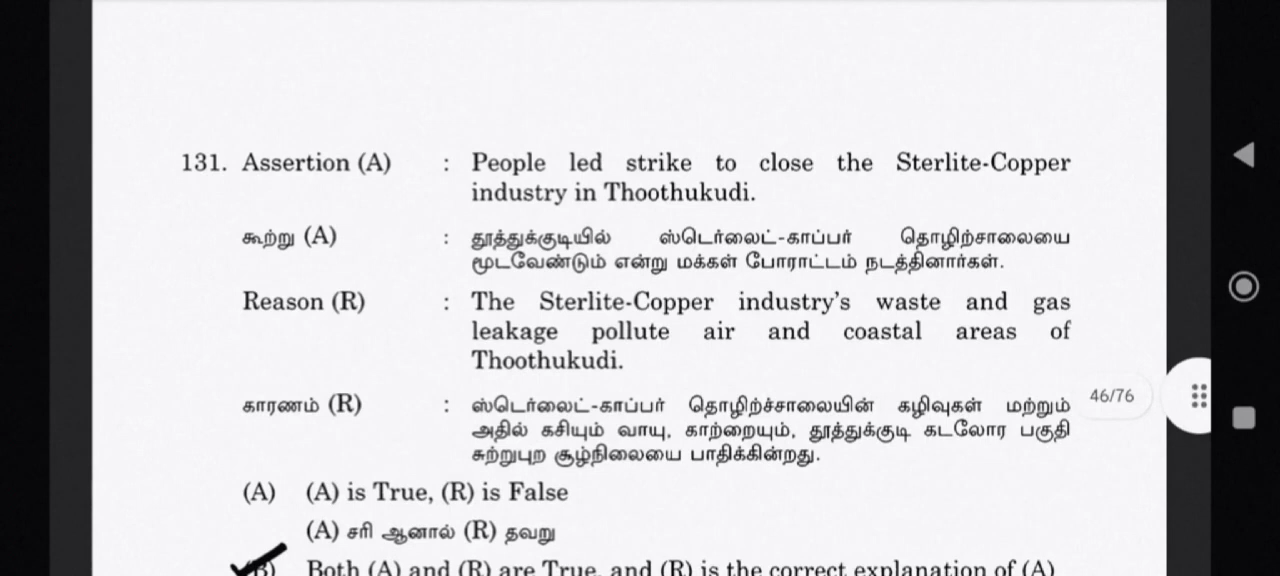 131. Assertion (A) : People led strike to close the Sterlite-Copper
industry in Thoothukudi.
கூற்று (A) : தூத்துக்குடியில் ஸ்டெர்லைட்-காப்பர் தொழிற்சாலையை
மூடவேண்டும் என்று மக்கள் போராட்டம் நடத்தினார்கள்.
Reason (R) : The Sterlite-Copper industry's waste and gas
leakage pollute air and coastal areas of
Thoothukudi.
காரணம் (R) : ஸ்டெர்லைட்-காப்பர் தொழிற்ச்சாலையின் கழிவுகள் மற்றும்
அதில் கசியும் வாயு, காற்றையும், தூத்துக்குடி கடலோர பகுதி
சுற்றுபுற சூழ்நிலையை பாதிக்கின்றது.
46/76
(A) (A) is True, (R) is False
(A) சரி ஆனால் (R) தவறு
(B) Both (A) and (R) are True, and (R) is the correct explanation of (A)